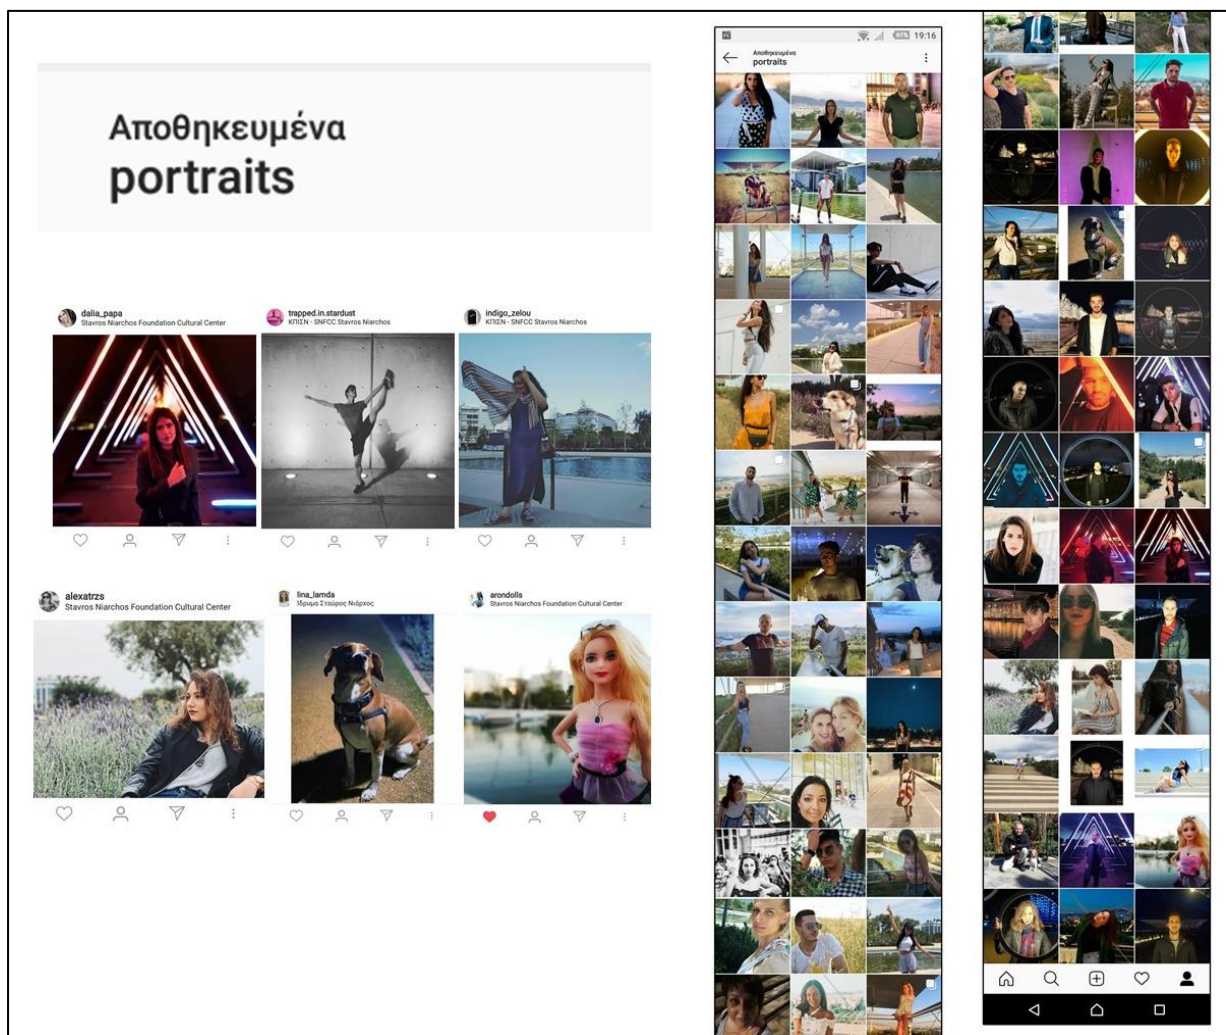 Αποθηκευμένα
portraits
dalia_papa
Stavros Niarchos Foundation Cultural Center
trapped.in.stardust
ΚΠΙΣΝ - SNFCC Stavros Niarchos
indigo_zelou
ΚΠΙΣΝ - SNFCC Stavros Niarchos
alexatrzs
Stavros Niarchos Foundation Cultural Center
lina_lamda
Ίδρυμα Σταύρος Νιάρχος
arondolls
Stavros Niarchos Foundation Cultural Center
61% 19:16
Αποθηκευμένα
portraits